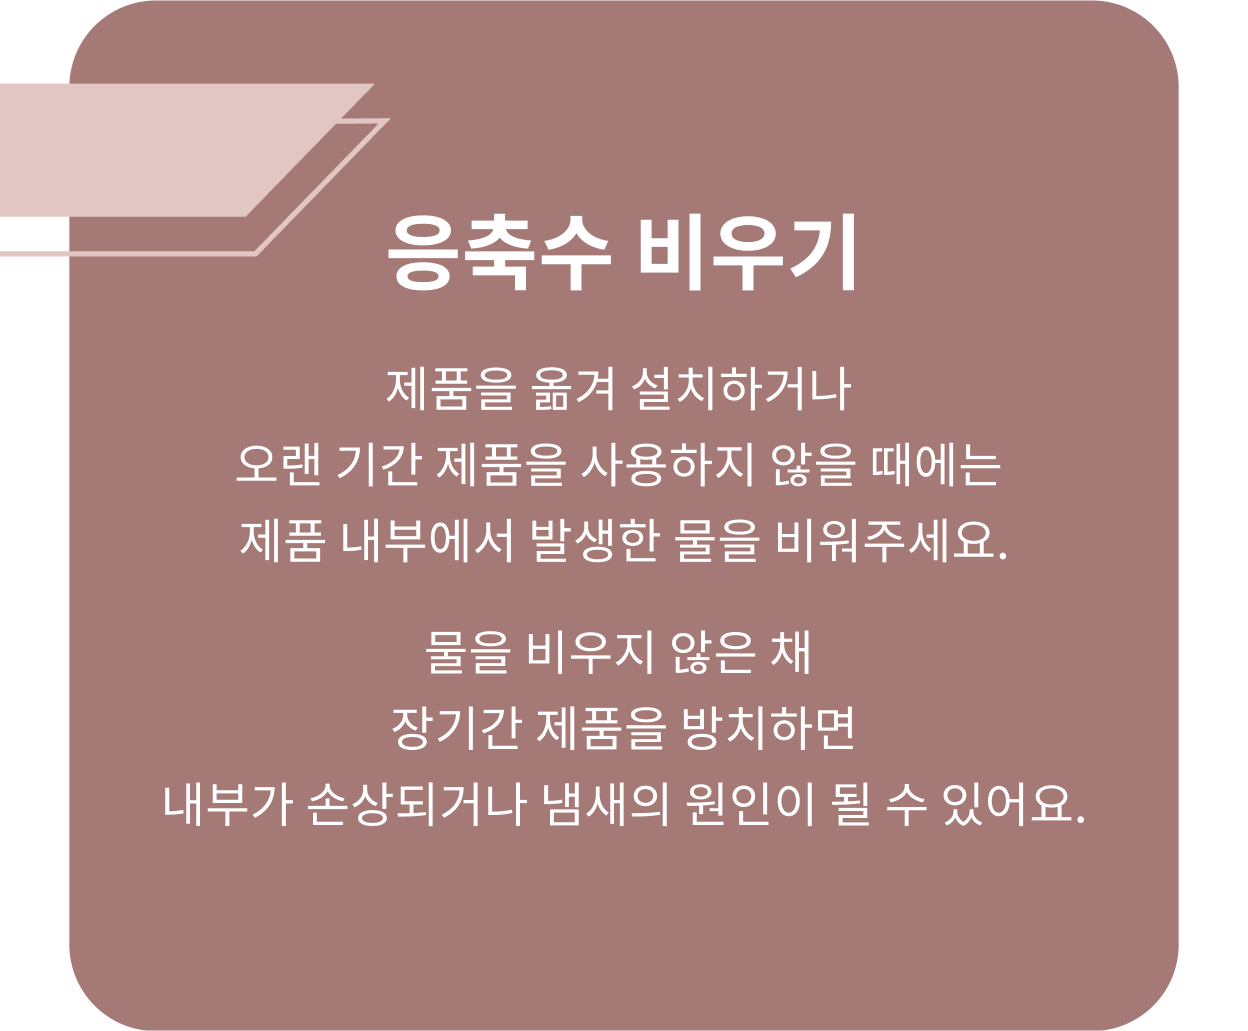 응축수 비우기
제품을 옮겨 설치하거나
오랜 기간 제품을 사용하지 않을 때에는
제품 내부에서 발생한 물을 비워주세요.
물을 비우지 않은 채
장기간 제품을 방치하면
내부가 손상되거나 냄새의 원인이 될 수 있어요.